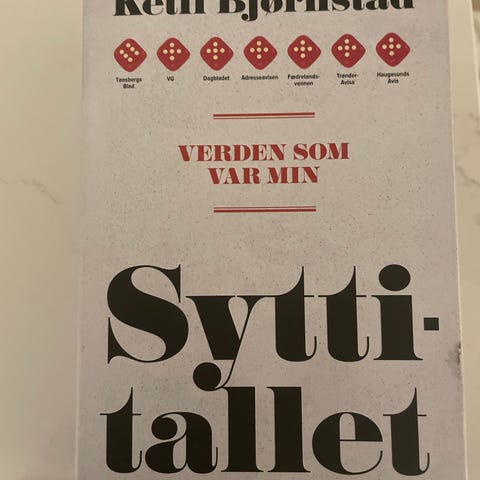 Ketil Bjørnstad
Tønsbergs Blad
VG
Dagbladet
Adresseavisen
Fædrelands-
vennen
Trønder-
Avisa
Haugesunds
Avis
VERDEN SOM
VAR MIN
Sytti-
tallet